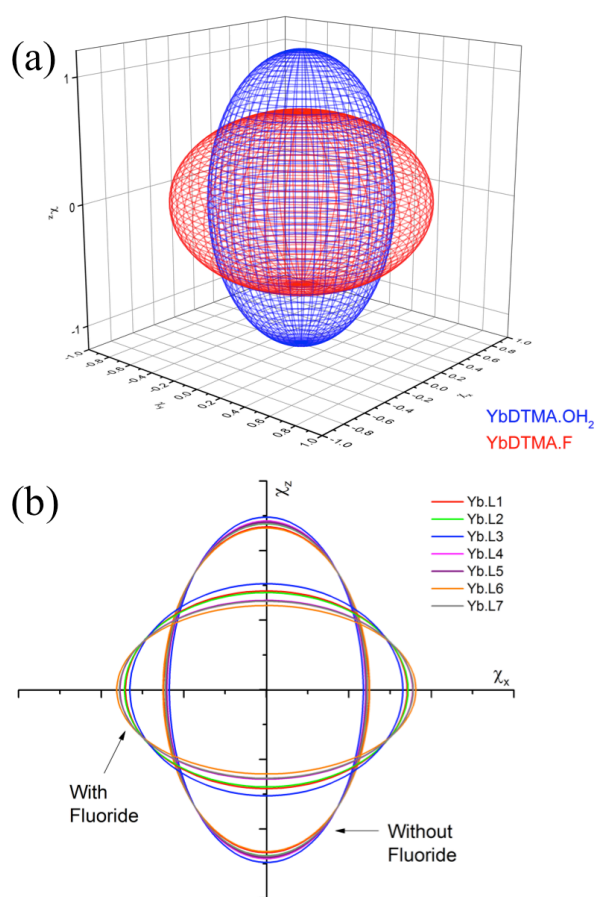 (a)
1
0
-1
χz
-1.0
-0.8
-0.6
-0.4
-0.2
0.0
0.2
0.4
0.6
0.8
1.0
-1.0
-0.8
-0.6
-0.4
-0.2
0.0
0.2
0.4
0.6
0.8
1.0
YbDTMA.OH₂
YbDTMA.F
(b)
χz
Yb.L1
Yb.L2
Yb.L3
Yb.L4
Yb.L5
Yb.L6
Yb.L7
χx
With
Fluoride
Without
Fluoride